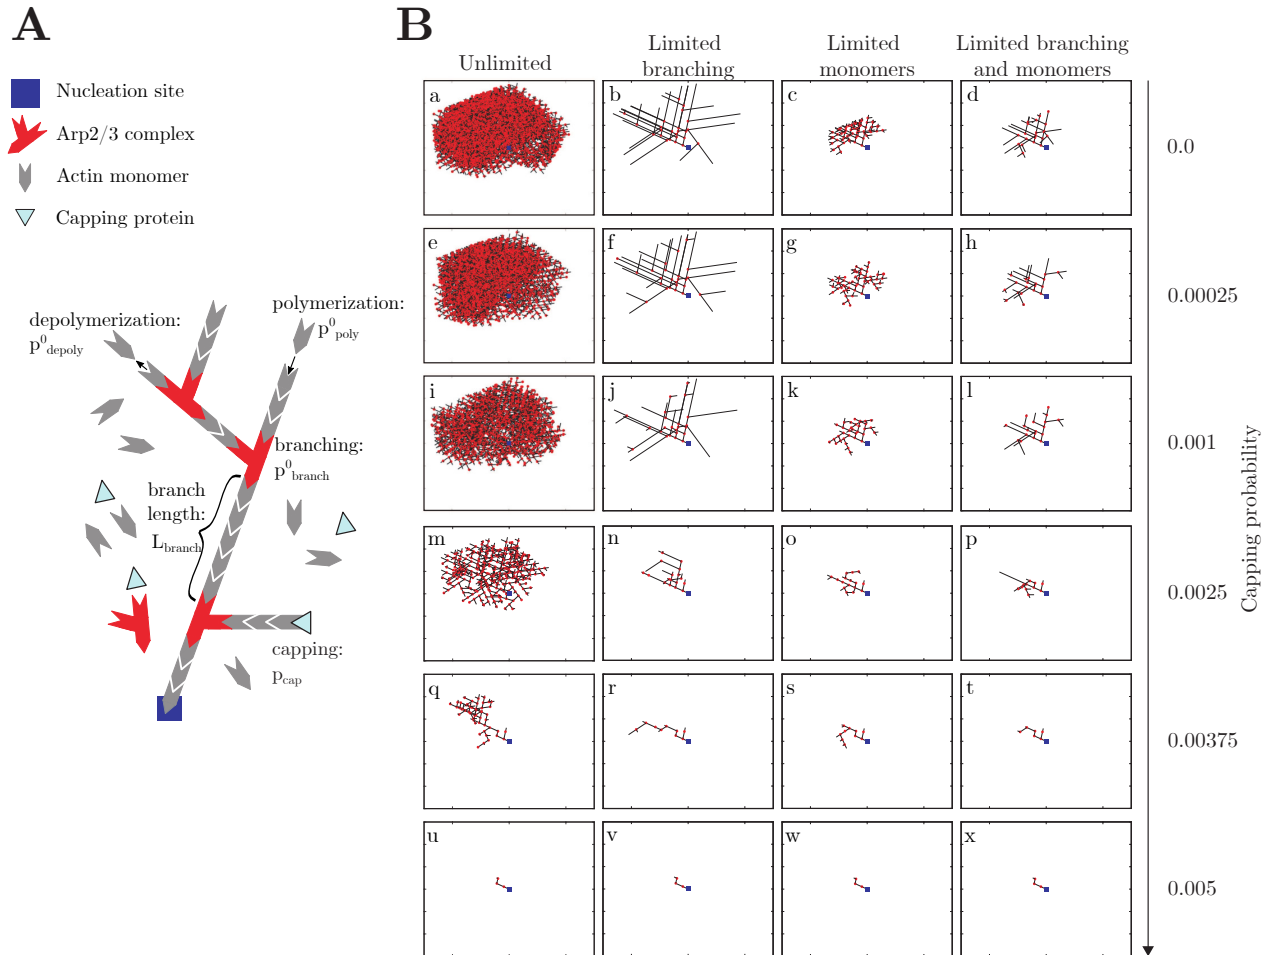 A
Nucleation site
Arp2/3 complex
Actin monomer
Capping protein
polymerization:
p⁰poly
depolymerization:
p⁰depoly
branching:
p⁰branch
branch
length:
Lbranch
capping:
pcap
B
Unlimited
Limited
branching
Limited
monomers
Limited branching
and monomers
a
b
c
d
0.0
e
f
g
h
0.00025
i
j
k
l
0.001
m
n
o
p
0.0025
q
r
s
t
0.00375
u
v
w
x
0.005
Capping probability